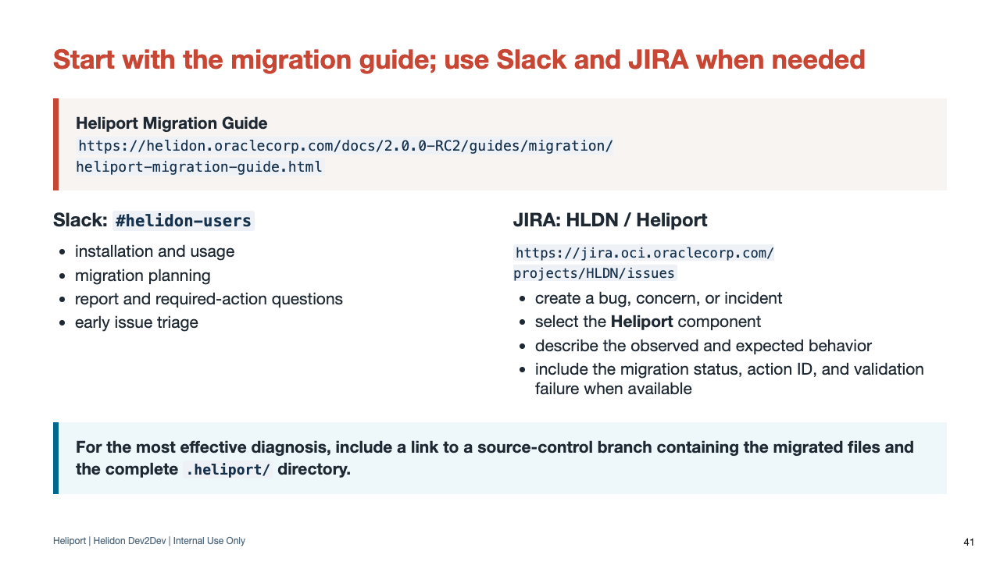 Start with the migration guide; use Slack and JIRA when needed
Heliport Migration Guide
https://helidon.oraclecorp.com/docs/2.0.0-RC2/guides/migration/
heliport-migration-guide.html
Slack: #helidon-users
• installation and usage
• migration planning
• report and required-action questions
• early issue triage
JIRA: HLDN / Heliport
https://jira.oci.oraclecorp.com/
projects/HLDN/issues
• create a bug, concern, or incident
• select the Heliport component
• describe the observed and expected behavior
• include the migration status, action ID, and validation
failure when available
For the most effective diagnosis, include a link to a source-control branch containing the migrated files and
the complete .heliport/ directory.
Heliport | Helidon Dev2Dev | Internal Use Only
41